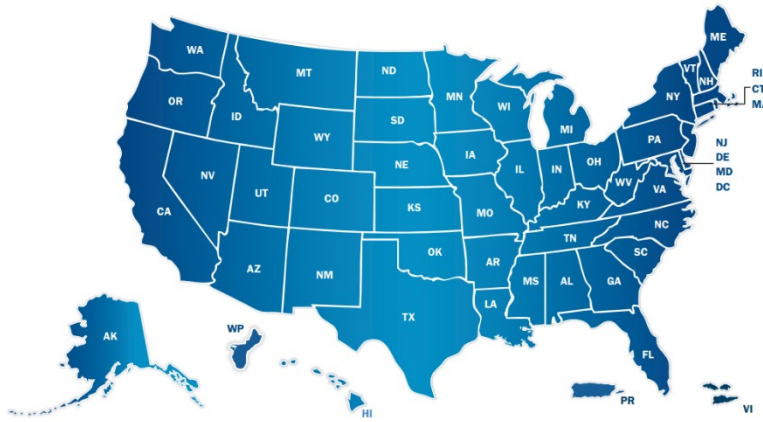 WA
MT
ND
MN
ME
VT
NH
RI
CT
OR
ID
SD
WI
MI
NY
WY
NE
IA
PA
NJ
DE
MD
DC
NV
UT
CO
KS
IL
IN
OH
WV
VA
CA
MO
KY
NC
AZ
NM
OK
AR
TN
SC
TX
LA
MS
AL
GA
FL
AK
WP
HI
PR
VI